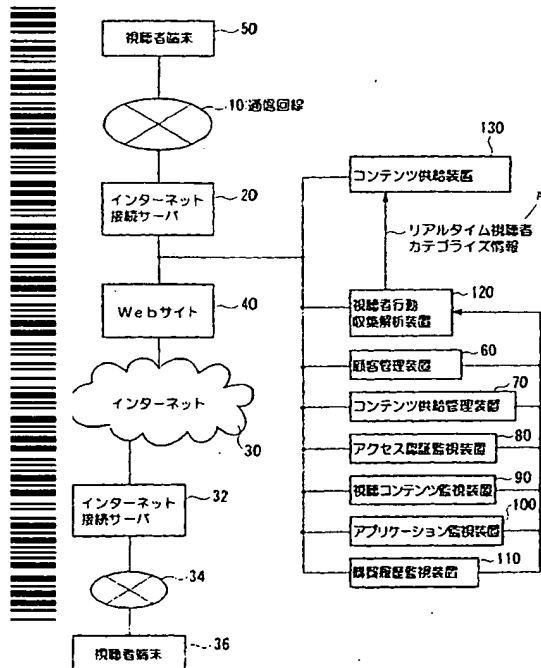 視聴者端末
50
10:通信回線
インターネット
接続サーバ
20
Webサイト
40
インターネット
30
インターネット
接続サーバ
32
34
視聴者端末
36
130
コンテンツ供給装置
リアルタイム視聴者
カテゴライズ情報
120
視聴者行動
収集解析装置
60
顧客管理装置
70
コンテンツ供給管理装置
80
アクセス認証監視装置
90
視聴コンテンツ監視装置
100
アプリケーション監視装置
110
購買履歴監視装置